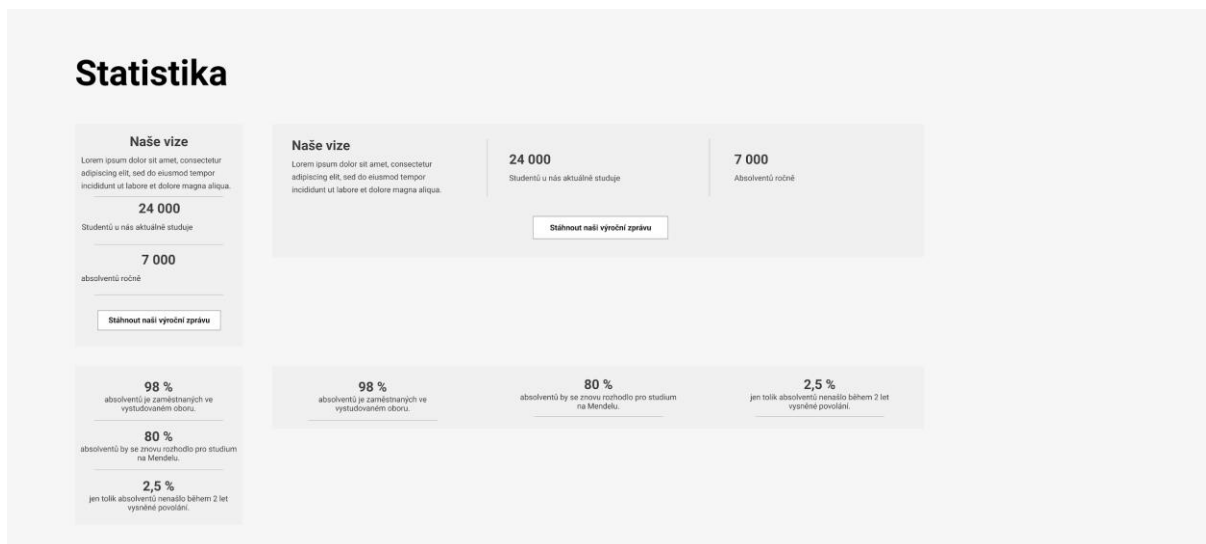 Statistika
Naše vize
Lorem ipsum dolor sit amet, consectetur
adipiscing elit, sed do eiusmod tempor
incididunt ut labore et dolore magna aliqua.
24 000
Studentů u nás aktuálně studuje
7 000
absolventů ročně
Stáhnout naši výroční zprávu
Naše vize
Lorem ipsum dolor sit amet, consectetur
adipiscing elit, sed do eiusmod tempor
incididunt ut labore et dolore magna aliqua.
24 000
Studentů u nás aktuálně studuje
7 000
Absolventů ročně
Stáhnout naši výroční zprávu
98 %
absolventů je zaměstnaných ve
vystudovaném oboru.
80 %
absolventů by se znovu rozhodlo pro studium
na Mendelu.
2,5 %
jen tolik absolventů nenašlo během 2 let
vysněné povolání.
98 %
absolventů je zaměstnaných ve
vystudovaném oboru.
80 %
absolventů by se znovu rozhodlo pro studium
na Mendelu.
2,5 %
jen tolik absolventů nenašlo během 2 let
vysněné povolání.